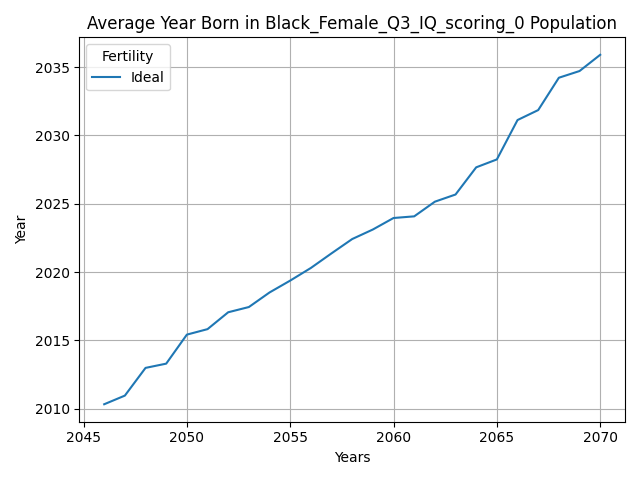 Average Year Born in Black_Female_Q3_IQ_scoring_0 Population
Fertility
Ideal
Year
2035
2030
2025
2020
2015
2010
2045 2050 2055 2060 2065 2070
Years